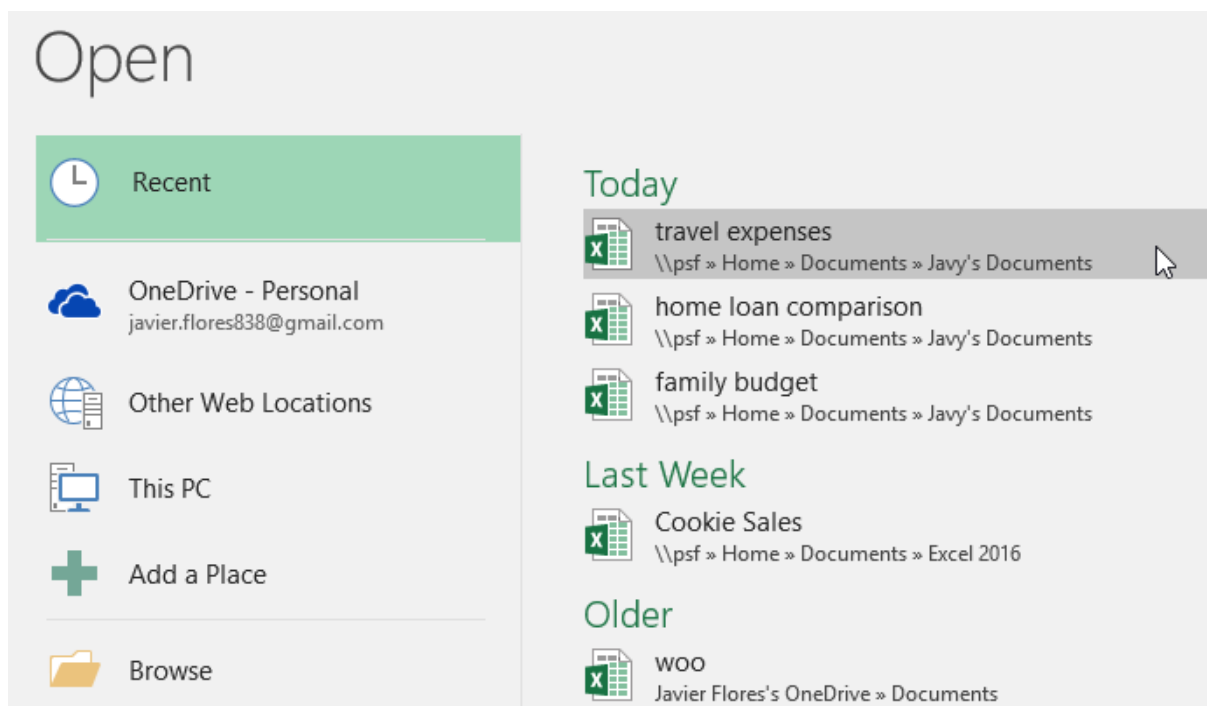 Open
Recent
OneDrive - Personal
javier.flores838@gmail.com
Other Web Locations
This PC
Add a Place
Browse
Today
travel expenses
\\psf » Home » Documents » Javy's Documents
home loan comparison
\\psf » Home » Documents » Javy's Documents
family budget
\\psf » Home » Documents » Javy's Documents
Last Week
Cookie Sales
\\psf » Home » Documents » Excel 2016
Older
woo
Javier Flores's OneDrive » Documents